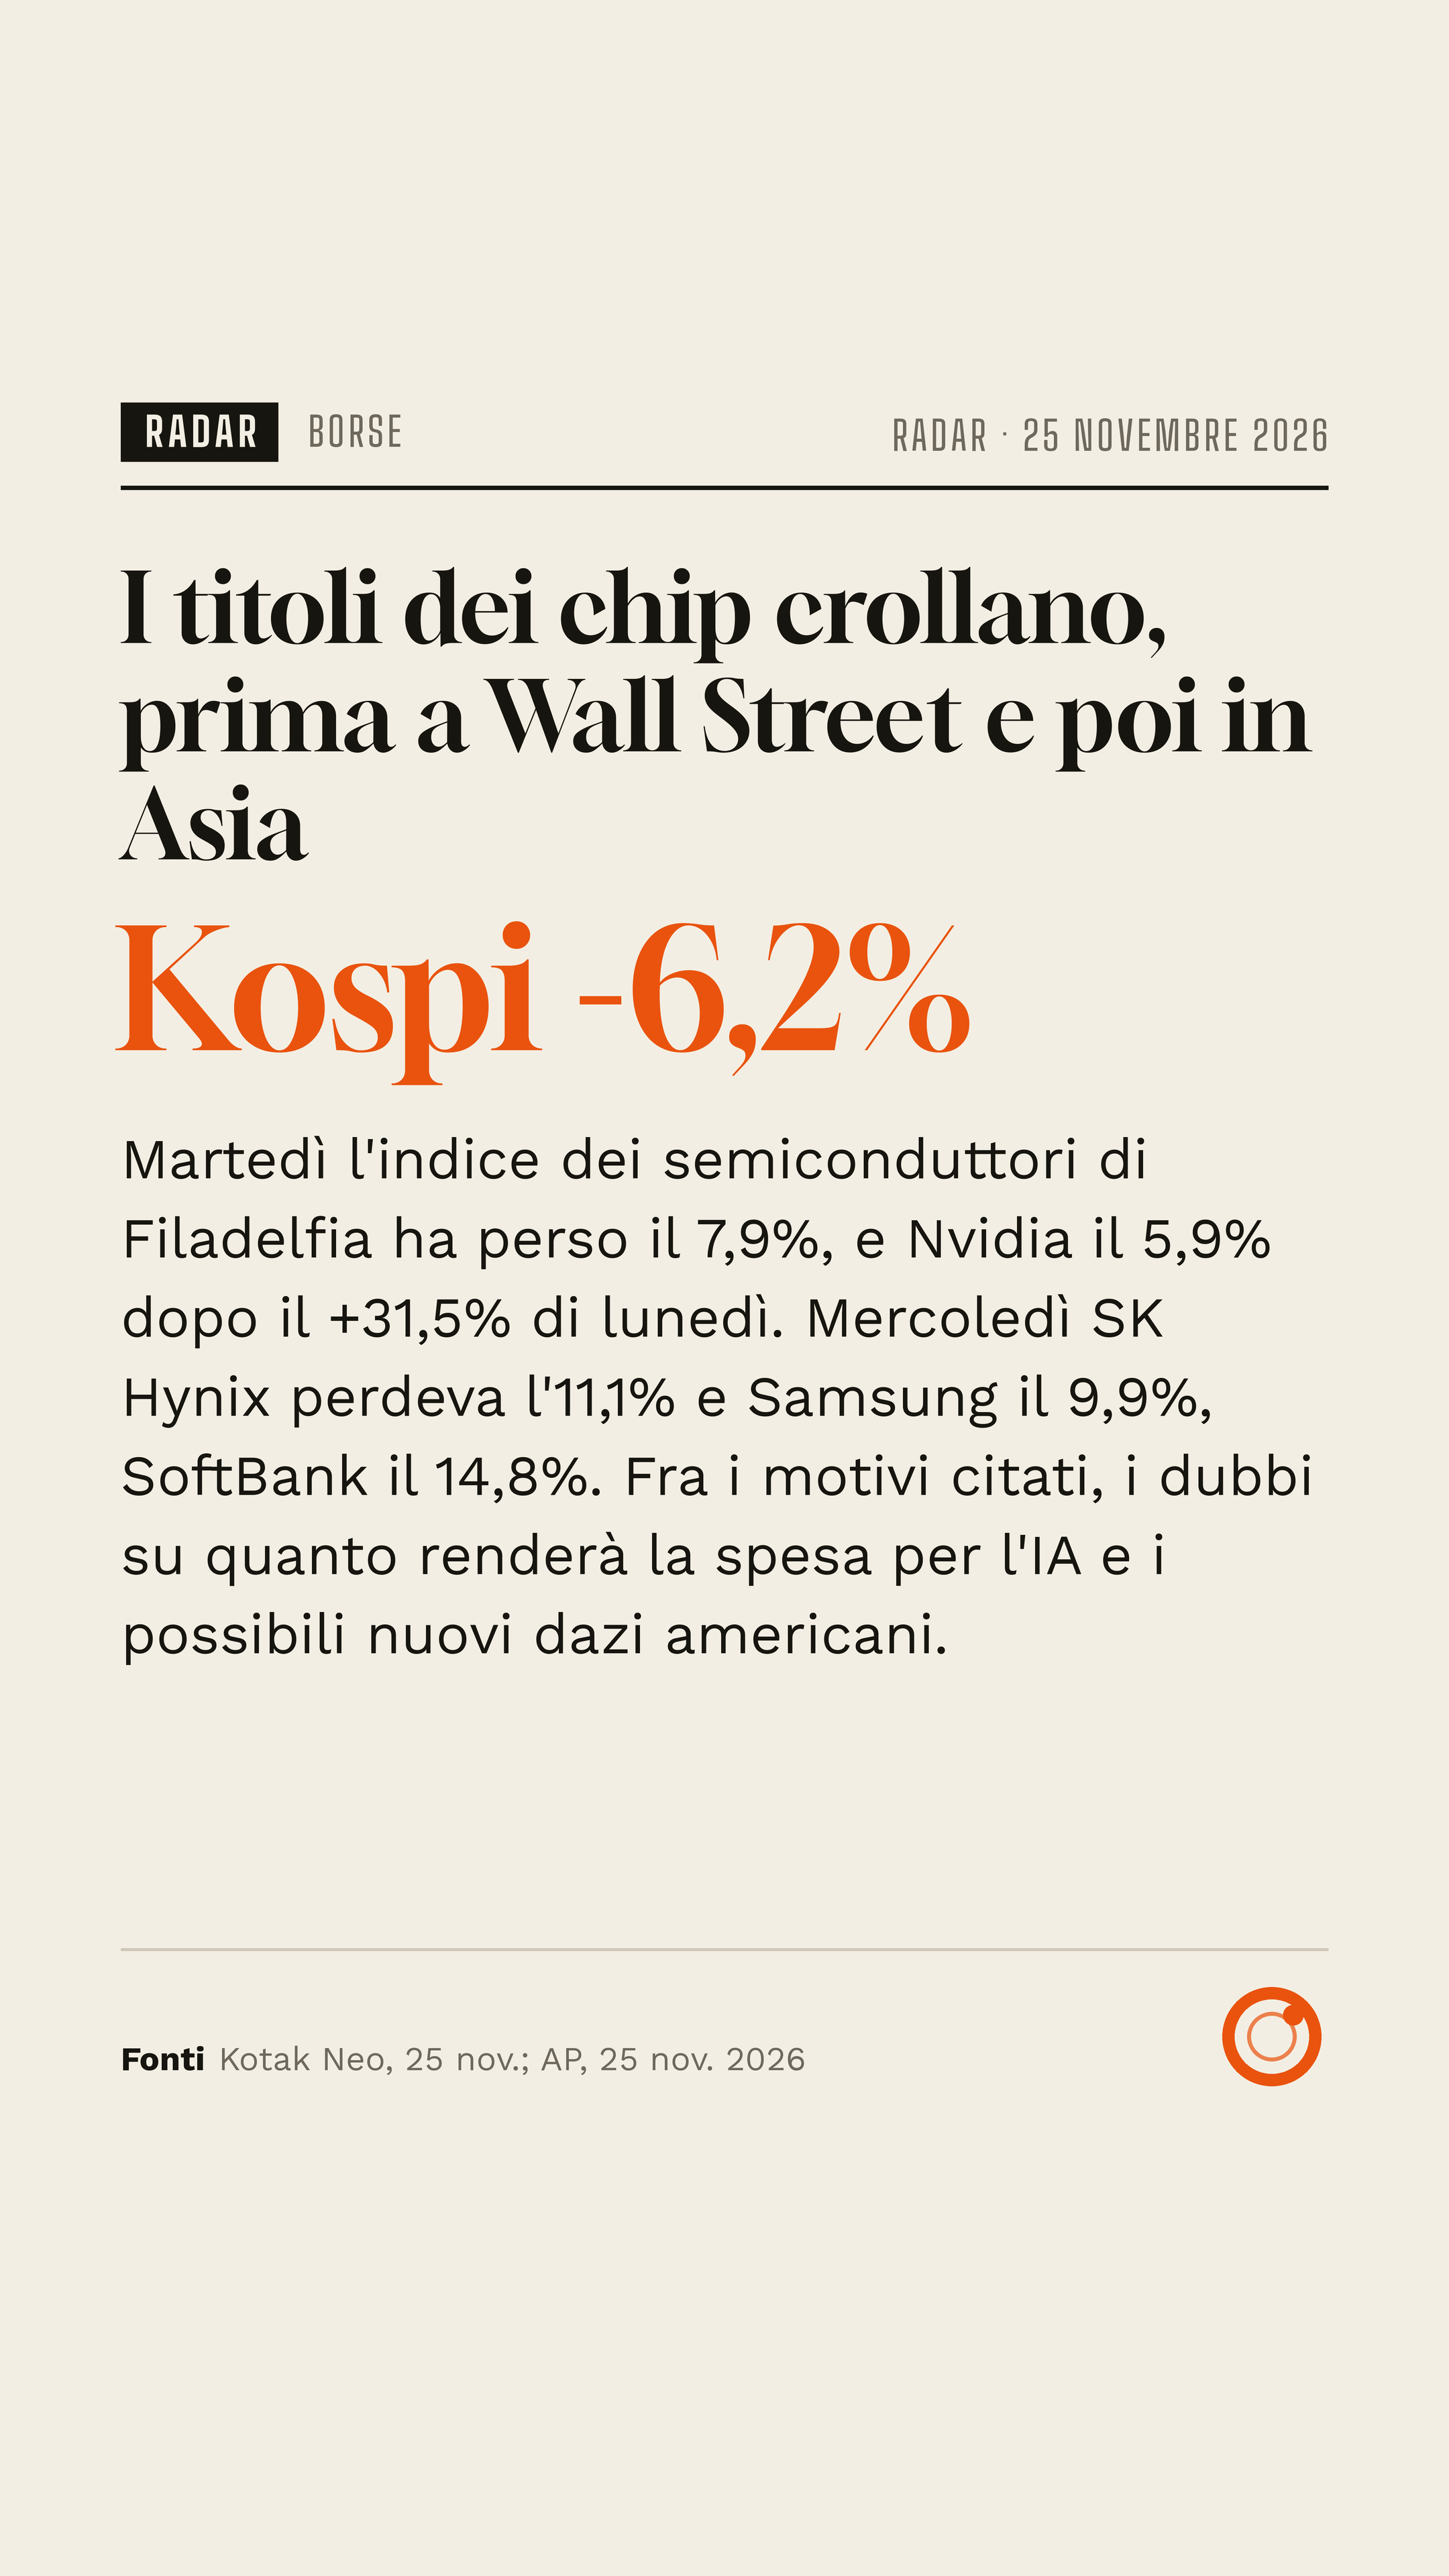 RADAR BORSE RADAR · 25 NOVEMBRE 2026
I titoli dei chip crollano,
prima a Wall Street e poi in
Asia
Kospi -6,2%
Martedì l'indice dei semiconduttori di
Filadelfia ha perso il 7,9%, e Nvidia il 5,9%
dopo il +31,5% di lunedì. Mercoledì SK
Hynix perdeva l'11,1% e Samsung il 9,9%,
SoftBank il 14,8%. Fra i motivi citati, i dubbi
su quanto renderà la spesa per l'IA e i
possibili nuovi dazi americani.
Fonti Kotak Neo, 25 nov.; AP, 25 nov. 2026